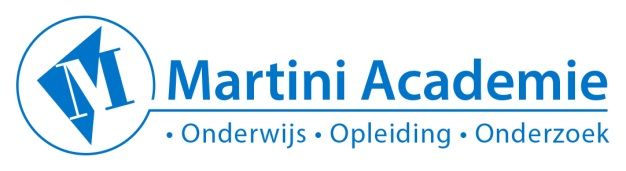 M
Martini Academie
• Onderwijs • Opleiding • Onderzoek